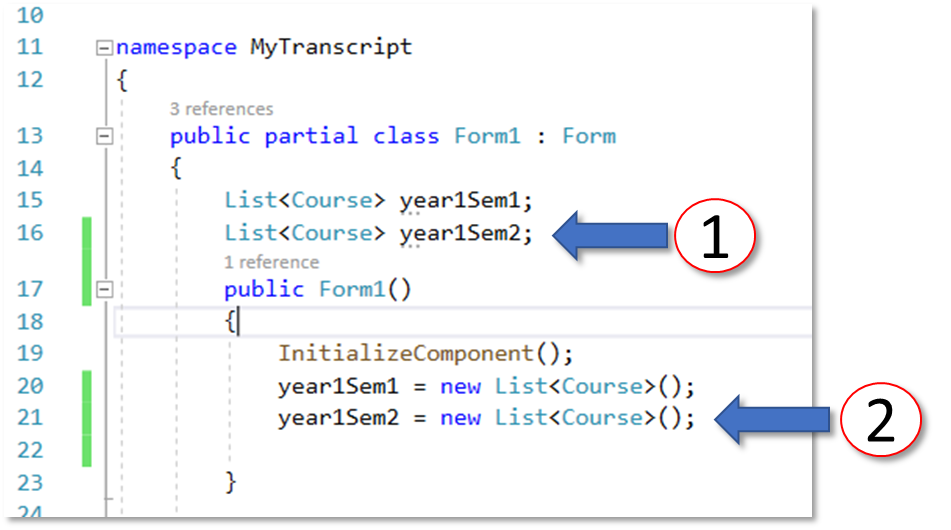 10
11 namespace MyTranscript
12 {
3 references
13 public partial class Form1 : Form
14 {
15 List<Course> year1Sem1;
16 List<Course> year1Sem2; 1
1 reference
17 public Form1()
18 {
19 InitializeComponent();
20 year1Sem1 = new List<Course>();
21 year1Sem2 = new List<Course>(); 2
22
23 }
24